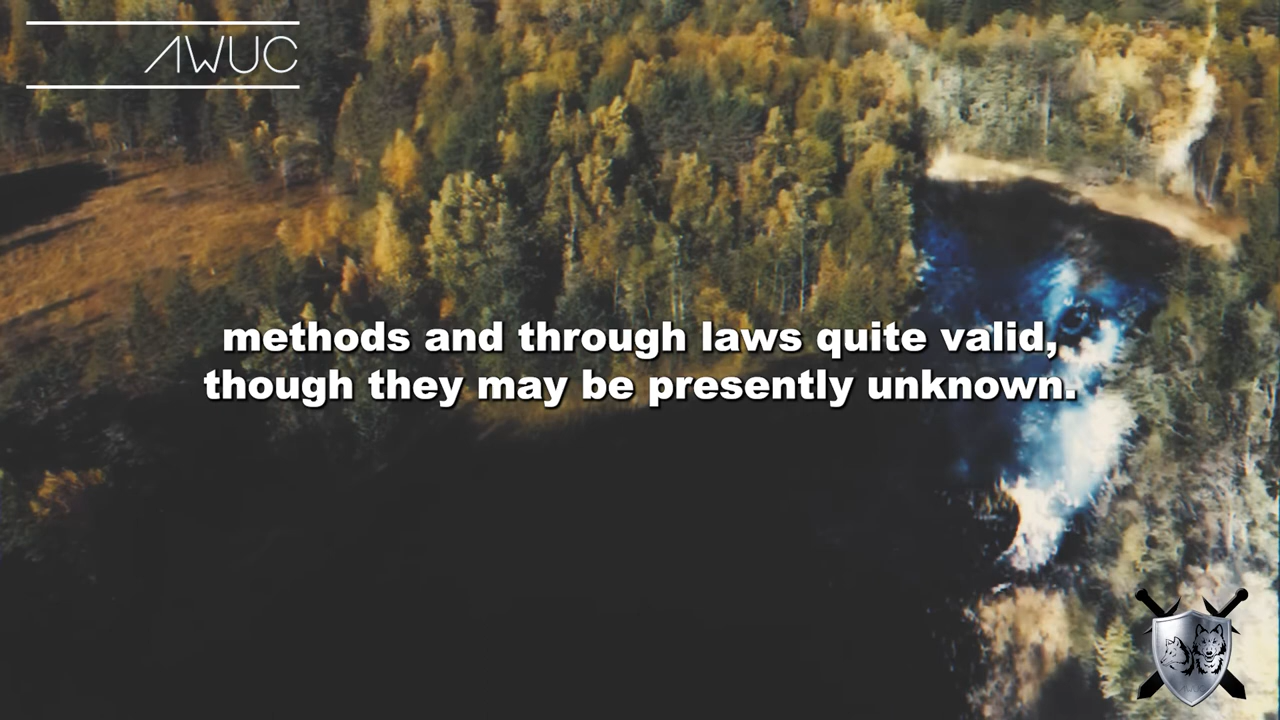 AWUC
methods and through laws quite valid,
though they may be presently unknown.